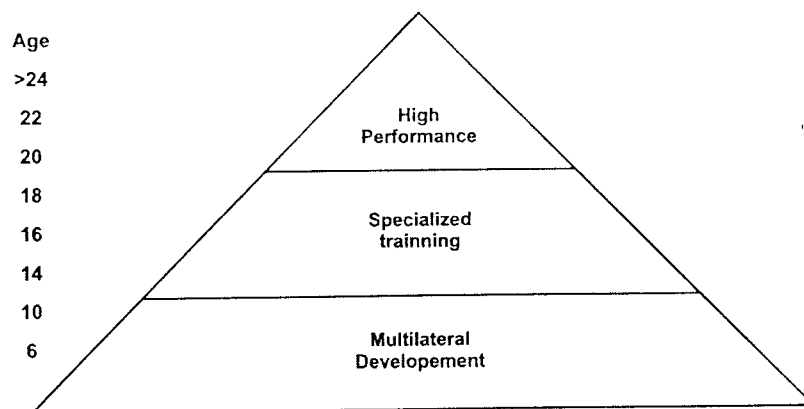 Age
>24
22
20
18
16
14
10
6
High
Performance
Specialized
trainning
Multilateral
Developement